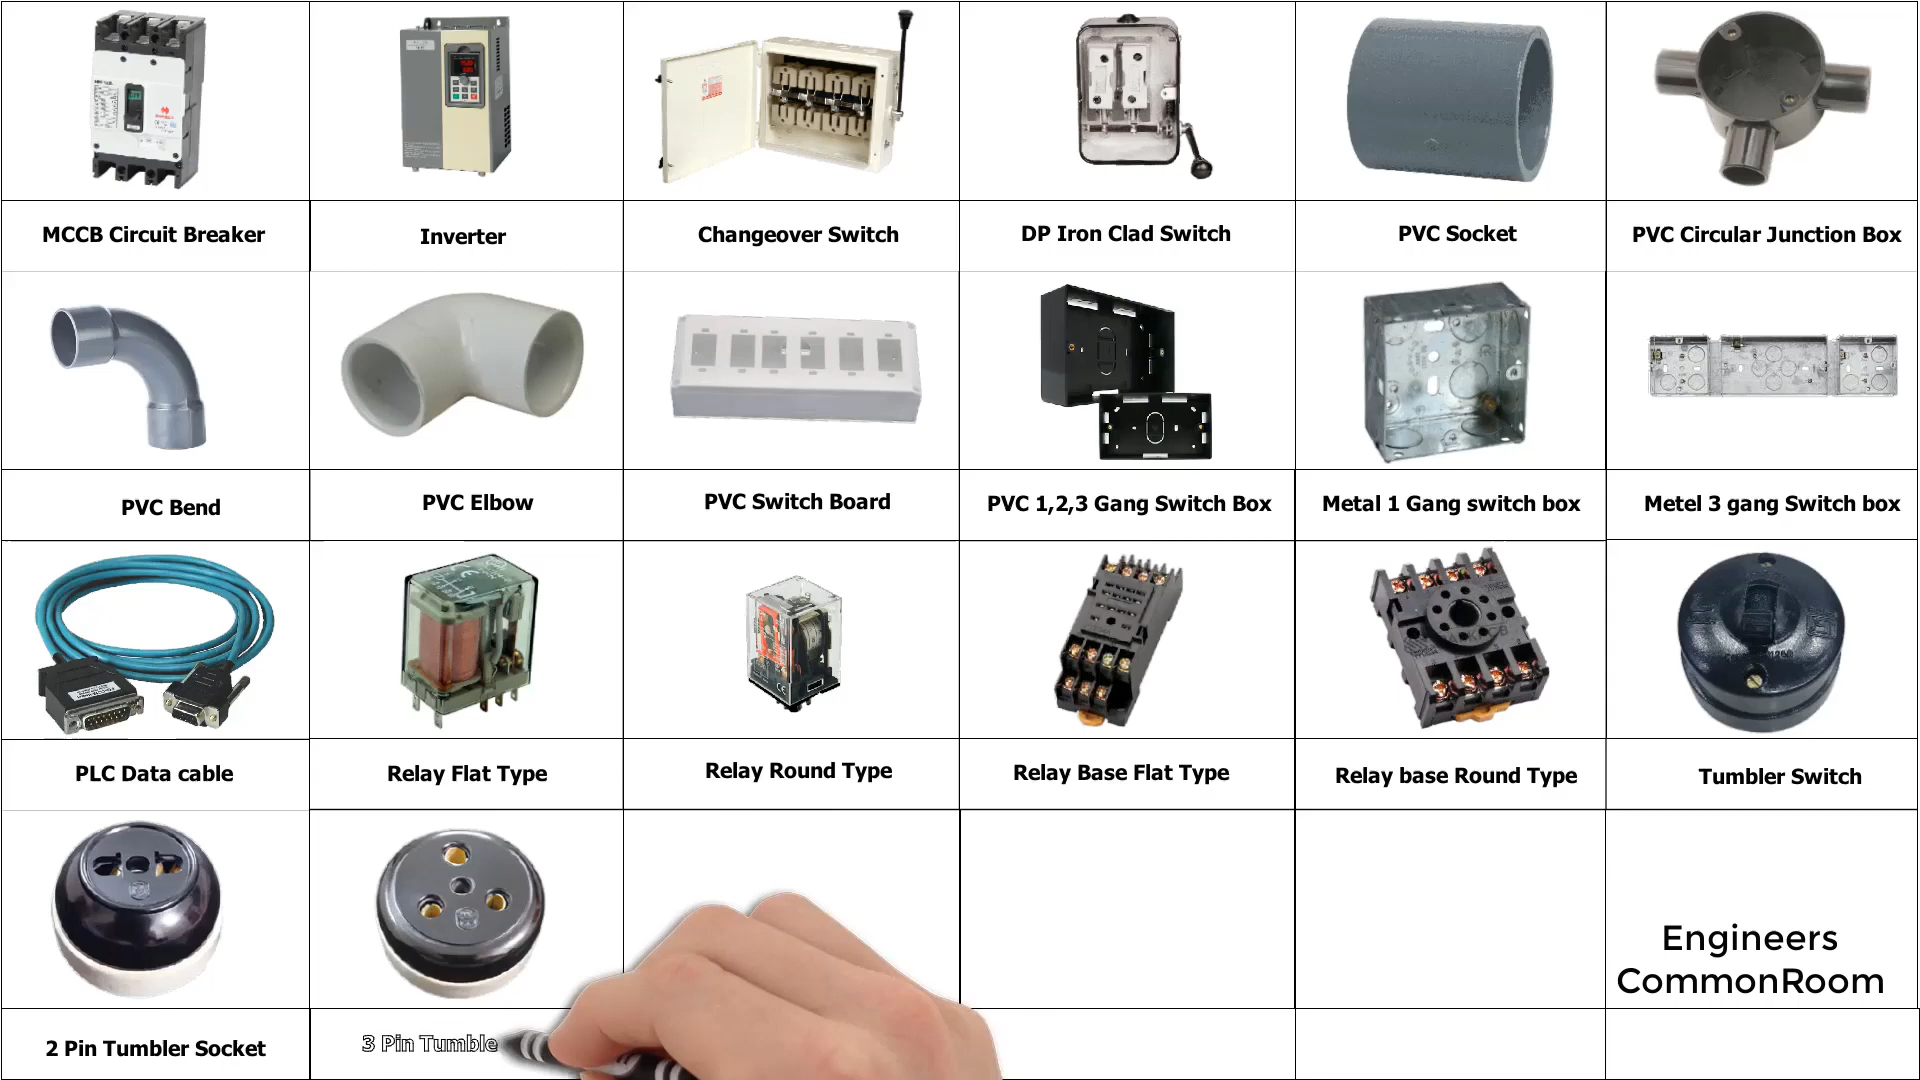 MCCB Circuit Breaker
Inverter
Changeover Switch
DP Iron Clad Switch
PVC Socket
PVC Circular Junction Box
PVC Bend
PVC Elbow
PVC Switch Board
PVC 1,2,3 Gang Switch Box
Metal 1 Gang switch box
Metel 3 gang Switch box
PLC Data cable
Relay Flat Type
Relay Round Type
Relay Base Flat Type
Relay base Round Type
Tumbler Switch
Engineers
CommonRoom
2 Pin Tumbler Socket
3 Pin Tumble